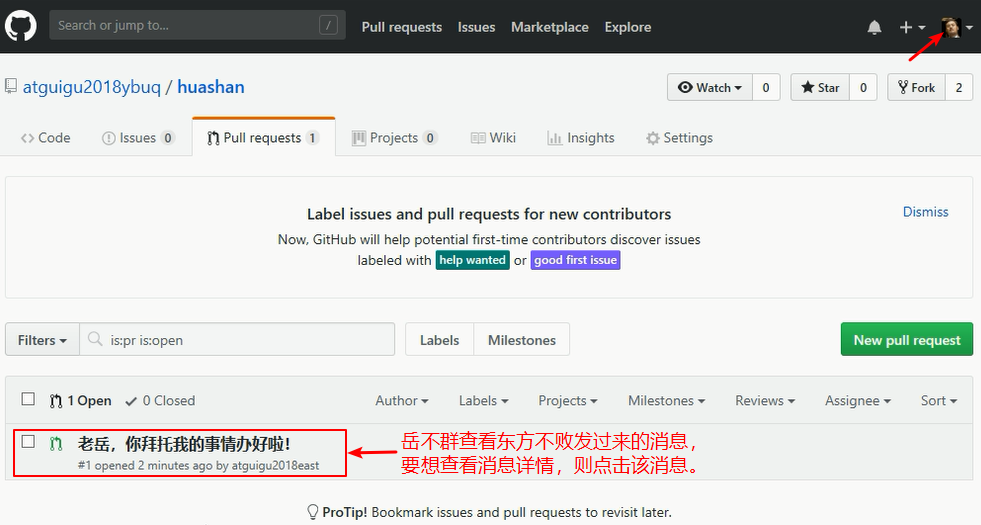 Search or jump to... /
Pull requests Issues Marketplace Explore
atguigu2018ybuq / huashan
Watch 0 Star 0 Fork 2
Code Issues 0 Pull requests 1 Projects 0 Wiki Insights Settings
Label issues and pull requests for new contributors
Dismiss
Now, GitHub will help potential first-time contributors discover issues
labeled with help wanted or good first issue
Filters is:pr is:open Labels Milestones New pull request
1 Open 0 Closed Author Labels Projects Milestones Reviews Assignee Sort
老岳，你拜托我的事情办好啦！
#1 opened 2 minutes ago by atguigu2018east
岳不群查看东方不败发过来的消息，
要想查看消息详情，则点击该消息。
ProTip! Bookmark issues and pull requests to revisit later.